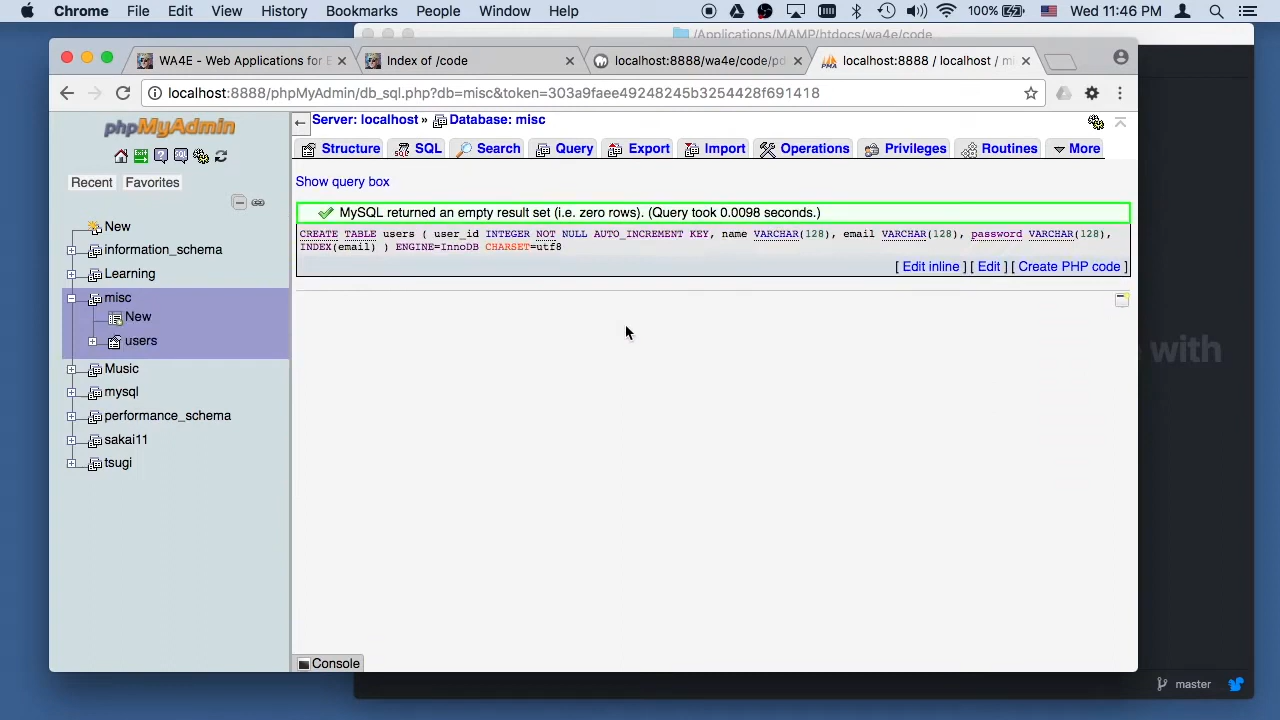 Chrome File Edit View History Bookmarks People Window Help 100% Wed 11:46 PM
/Applications/MAMP/htdocs/wa4e/code
WA4E - Web Applications for E
Index of /code
localhost:8888/wa4e/code/pd
localhost:8888 / localhost / mi
localhost:8888/phpMyAdmin/db_sql.php?db=misc&token=303a9faee49248245b3254428f691418
phpMyAdmin
Recent Favorites
New
information_schema
Learning
misc
New
users
Music
mysql
performance_schema
sakai11
tsugi
Server: localhost » Database: misc
Structure SQL Search Query Export Import Operations Privileges Routines More
Show query box
MySQL returned an empty result set (i.e. zero rows). (Query took 0.0098 seconds.)
CREATE TABLE users ( user_id INTEGER NOT NULL AUTO_INCREMENT KEY, name VARCHAR(128), email VARCHAR(128), password VARCHAR(128),
INDEX(email) ) ENGINE=InnoDB CHARSET=utf8
[ Edit inline ] [ Edit ] [ Create PHP code ]
with
Console
master